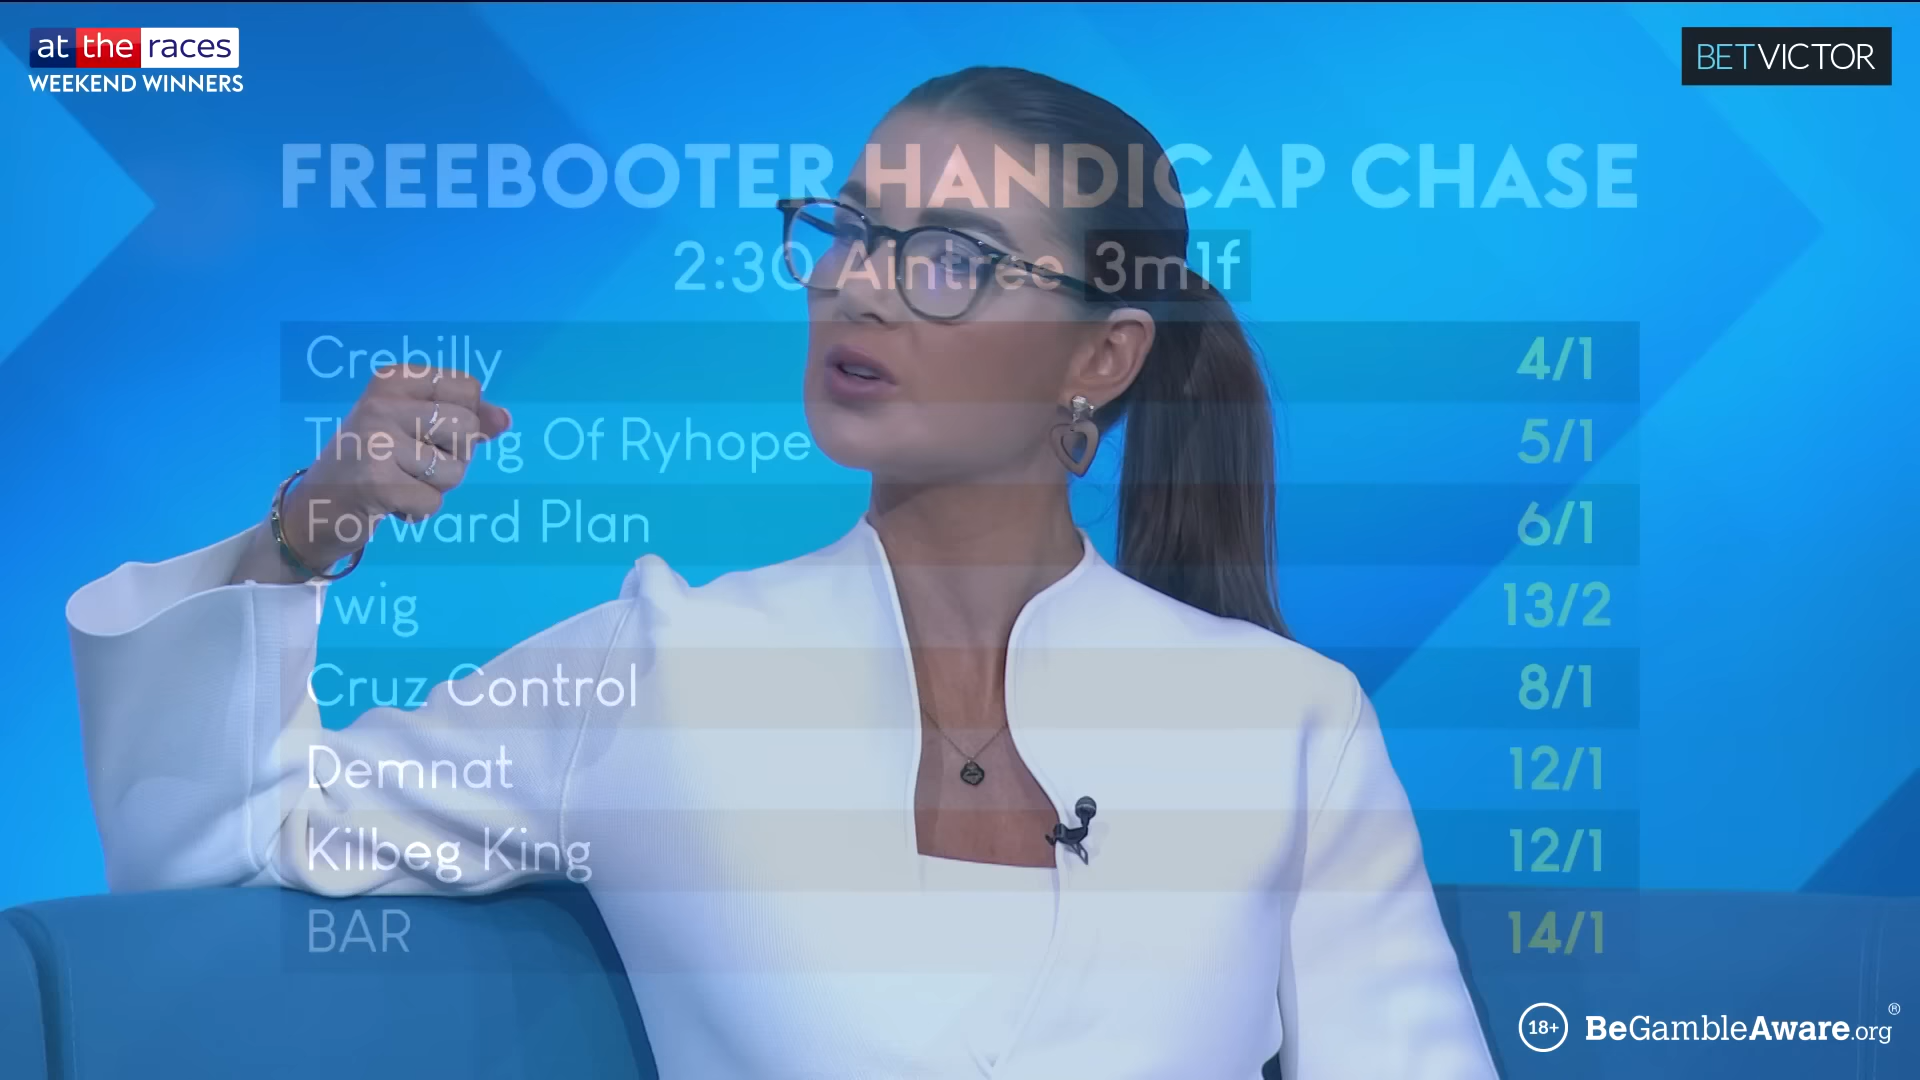 at the races
BETVICTOR
WEEKEND WINNERS
FREEBOOTER HANDICAP CHASE
2:30 Aintree 3m1f
Crebilly 4/1
The King Of Ryhope 5/1
Forward Plan 6/1
Twig 13/2
Cruz Control 8/1
Demnat 12/1
Kilbeg King 12/1
BAR 14/1
18+ BeGambleAware.org®